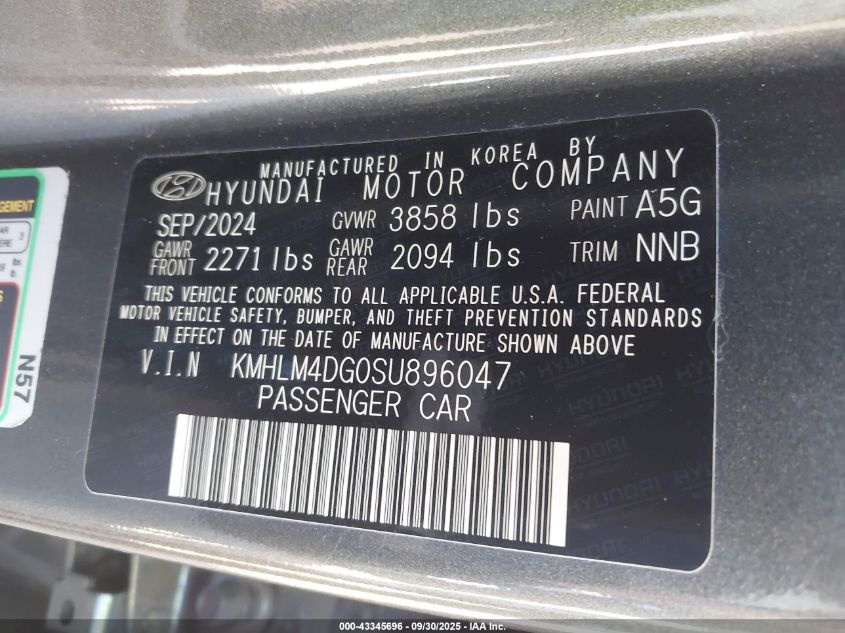 MANUFACTURED IN KOREA BY
HYUNDAI MOTOR COMPANY
SEP/2024 GVWR 3858 lbs PAINT A5G
GAWR FRONT 2271 lbs GAWR REAR 2094 lbs TRIM NNB
THIS VEHICLE CONFORMS TO ALL APPLICABLE U.S.A. FEDERAL
MOTOR VEHICLE SAFETY, BUMPER, AND THEFT PREVENTION STANDARDS
IN EFFECT ON THE DATE OF MANUFACTURE SHOWN ABOVE
V.I.N KMHLM4DG0SU896047
PASSENGER CAR
N57
000-43345696 - 09/30/2025 - IAA Inc.